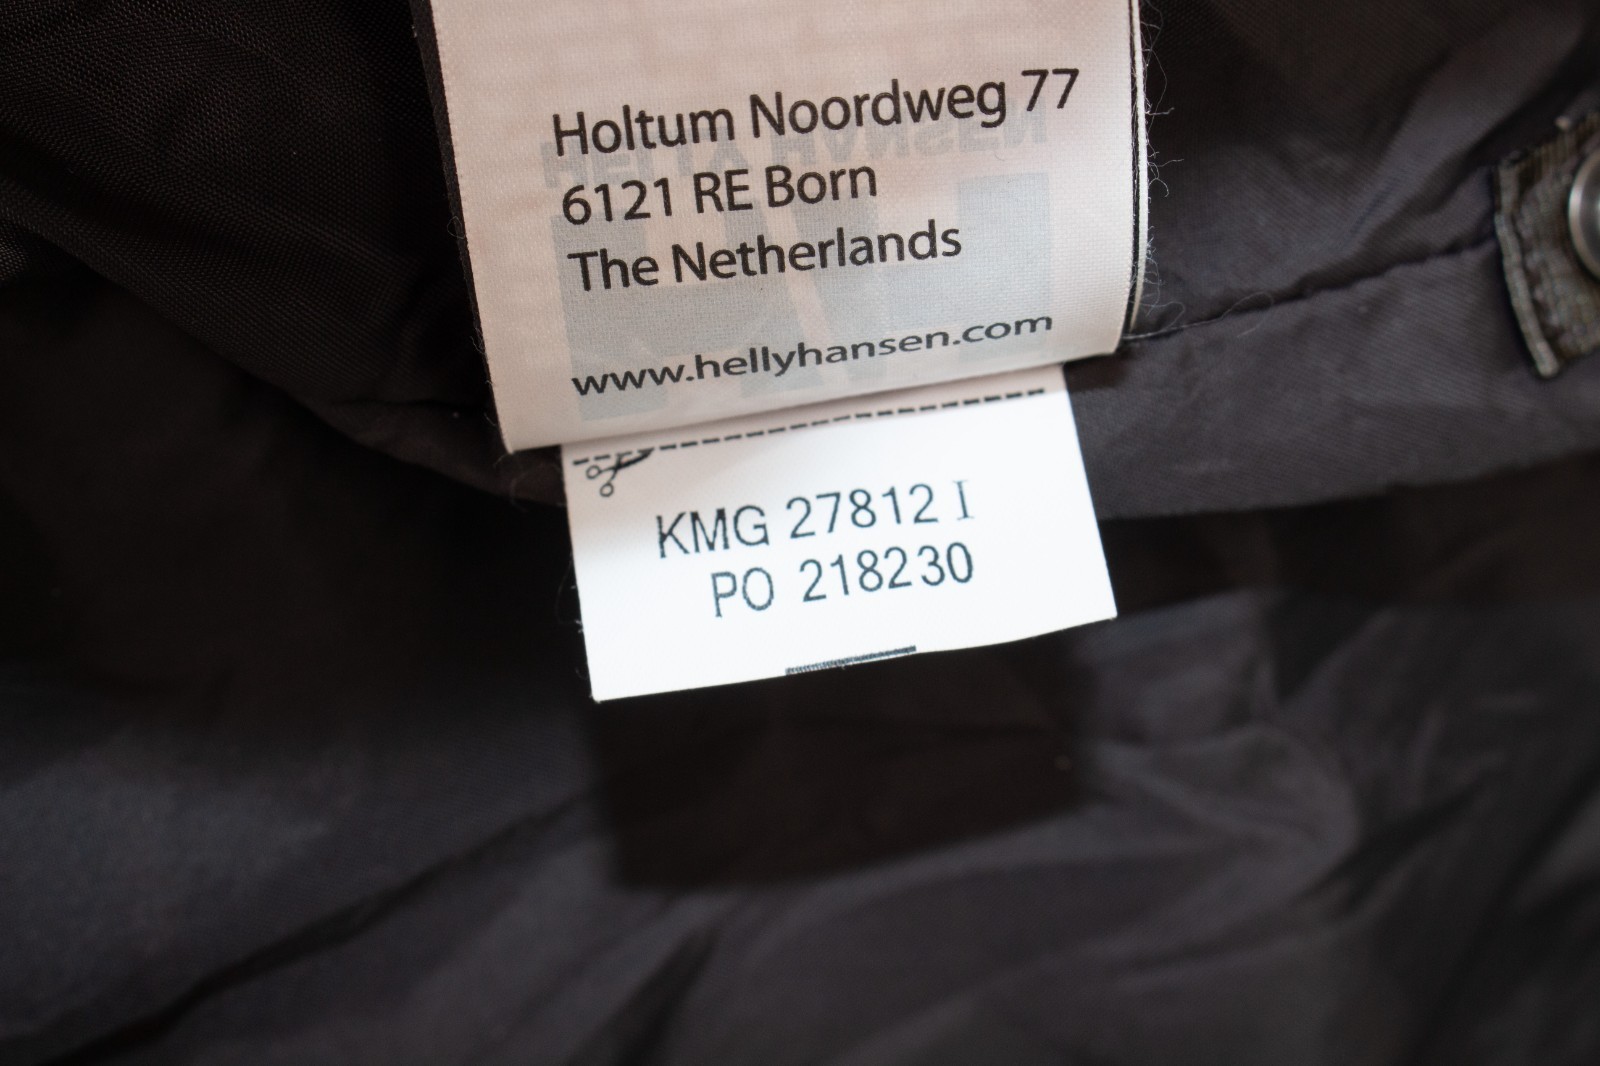 Holtum Noordweg 77
6121 RE Born
The Netherlands
www.hellyhansen.com
KMG 27812 I
PO 218230